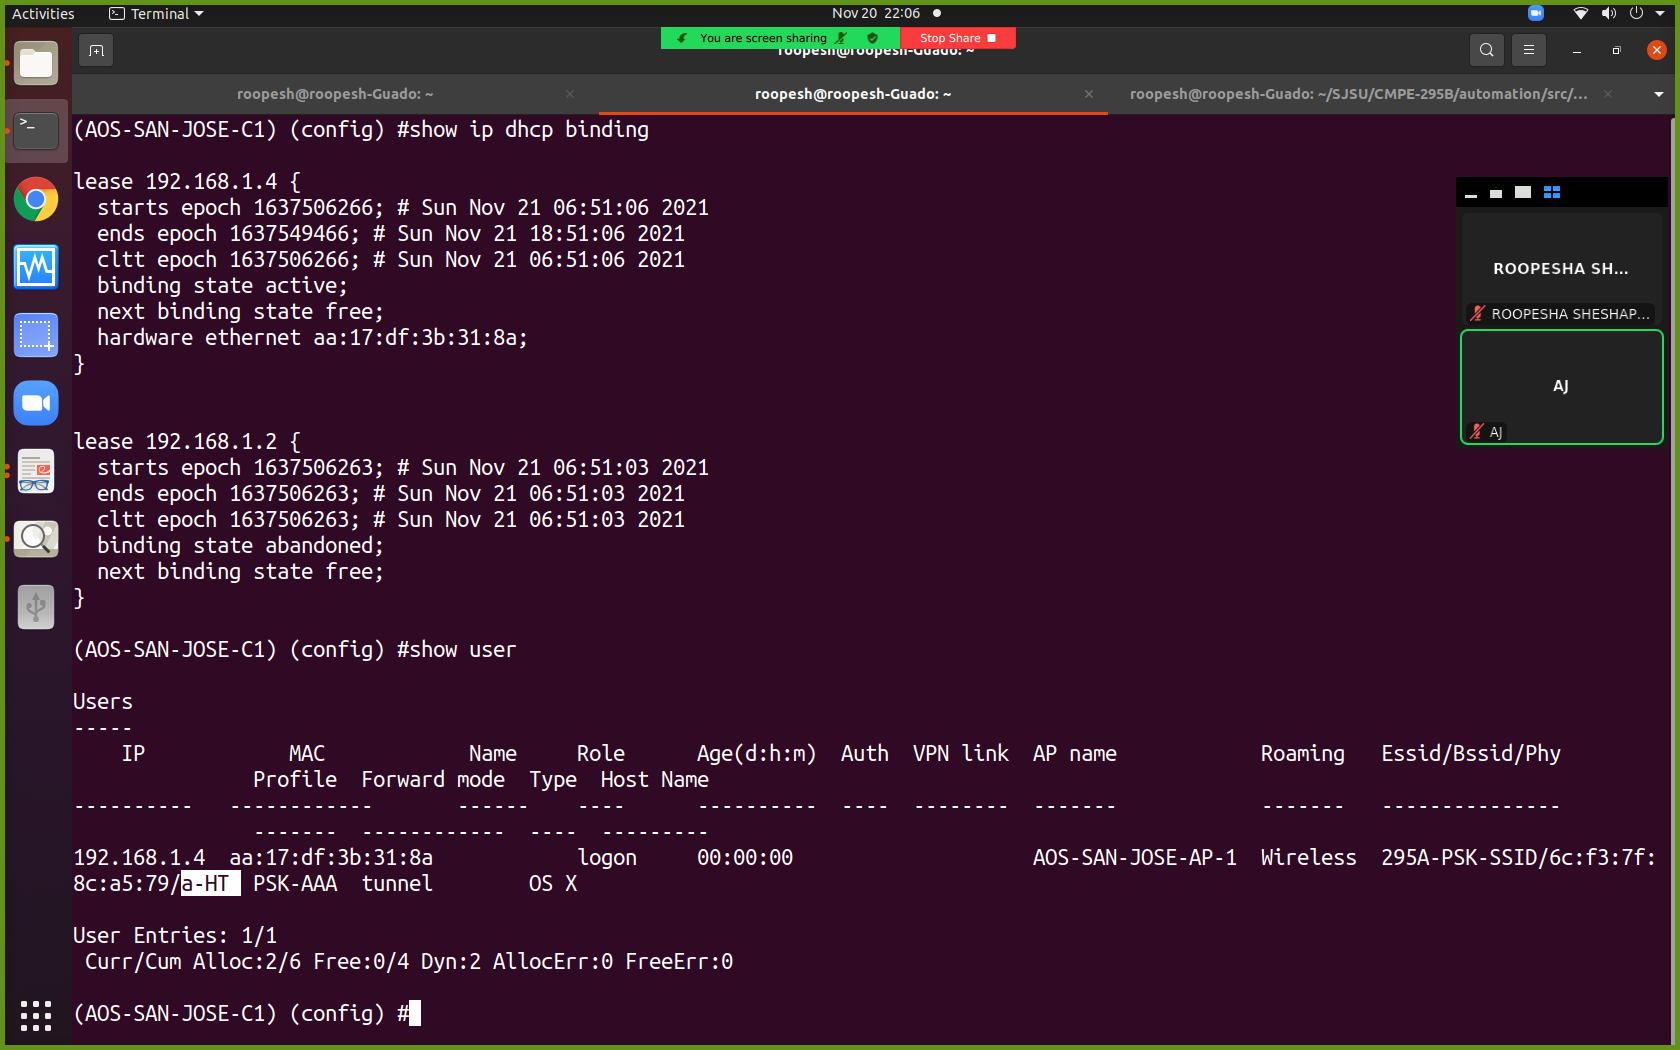 Activities Terminal Nov 20 22:06
You are screen sharing Stop Share
roopesh@roopesh-Guado: ~
roopesh@roopesh-Guado: ~ roopesh@roopesh-Guado: ~ roopesh@roopesh-Guado: ~/SJSU/CMPE-295B/automation/src/...
(AOS-SAN-JOSE-C1) (config) #show ip dhcp binding
lease 192.168.1.4 {
starts epoch 1637506266; # Sun Nov 21 06:51:06 2021
ends epoch 1637549466; # Sun Nov 21 18:51:06 2021
cltt epoch 1637506266; # Sun Nov 21 06:51:06 2021
binding state active;
next binding state free;
hardware ethernet aa:17:df:3b:31:8a;
}
lease 192.168.1.2 {
starts epoch 1637506263; # Sun Nov 21 06:51:03 2021
ends epoch 1637506263; # Sun Nov 21 06:51:03 2021
cltt epoch 1637506263; # Sun Nov 21 06:51:03 2021
binding state abandoned;
next binding state free;
}
(AOS-SAN-JOSE-C1) (config) #show user
Users
-----
IP MAC Name Role Age(d:h:m) Auth VPN link AP name Roaming Essid/Bssid/Phy
Profile Forward mode Type Host Name
---------- ------------ ------ ---- ---------- ---- -------- ------- ------- ---------------
------- ------------ ---- ---------
192.168.1.4 aa:17:df:3b:31:8a logon 00:00:00 AOS-SAN-JOSE-AP-1 Wireless 295A-PSK-SSID/6c:f3:7f:
8c:a5:79/a-HT PSK-AAA tunnel OS X
User Entries: 1/1
Curr/Cum Alloc:2/6 Free:0/4 Dyn:2 AllocErr:0 FreeErr:0
(AOS-SAN-JOSE-C1) (config) #
ROOPESHA SH...
ROOPESHA SHESHAP...
AJ
AJ